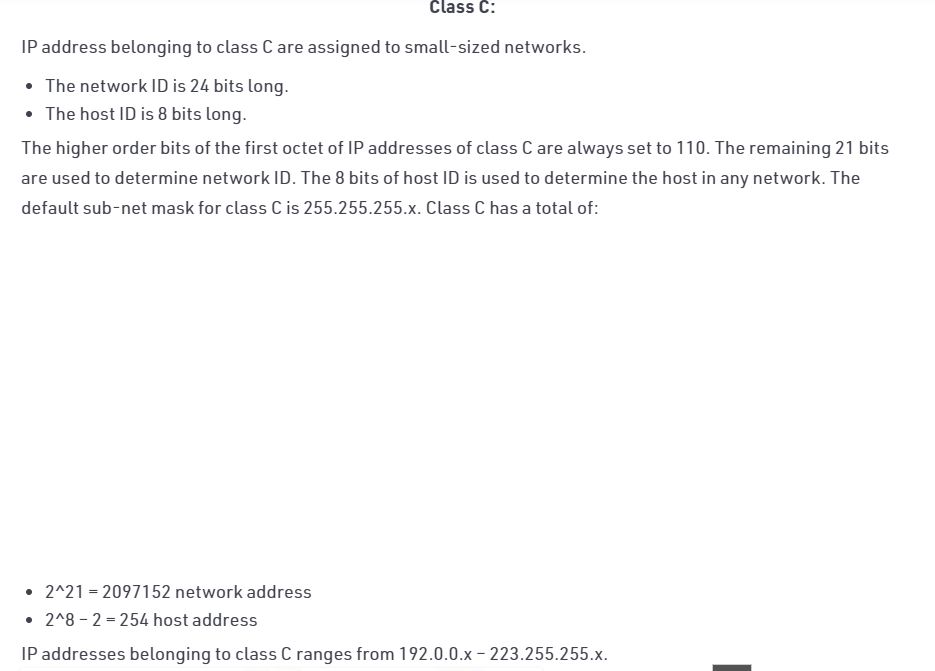 Class C:
IP address belonging to class C are assigned to small-sized networks.
• The network ID is 24 bits long.
• The host ID is 8 bits long.
The higher order bits of the first octet of IP addresses of class C are always set to 110. The remaining 21 bits
are used to determine network ID. The 8 bits of host ID is used to determine the host in any network. The
default sub-net mask for class C is 255.255.255.x. Class C has a total of:
• 2^21 = 2097152 network address
• 2^8 – 2 = 254 host address
IP addresses belonging to class C ranges from 192.0.0.x – 223.255.255.x.